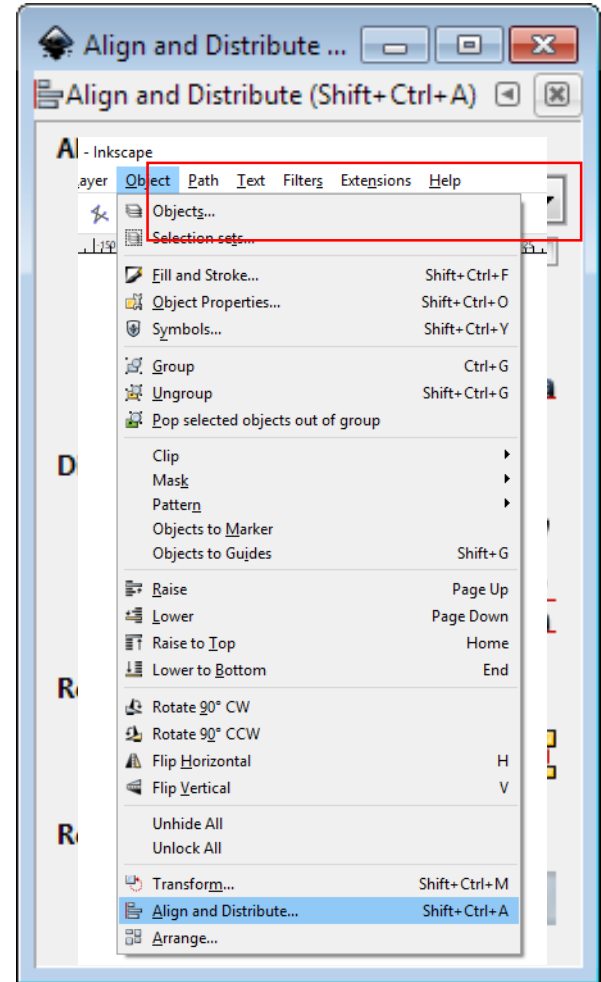 Align and Distribute ...
Align and Distribute (Shift+Ctrl+A)
- Inkscape
ayer Object Path Text Filters Extensions Help
Objects...
-150
Selection sets...
Fill and Stroke... Shift+Ctrl+F
Object Properties... Shift+Ctrl+O
Symbols... Shift+Ctrl+Y
Group Ctrl+G
Ungroup Shift+Ctrl+G
Pop selected objects out of group
Clip
Mask
Pattern
Objects to Marker
Objects to Guides Shift+G
Raise Page Up
Lower Page Down
Raise to Top Home
Lower to Bottom End
Rotate 90° CW
Rotate 90° CCW
Flip Horizontal H
Flip Vertical V
Unhide All
Unlock All
Transform... Shift+Ctrl+M
Align and Distribute... Shift+Ctrl+A
Arrange...